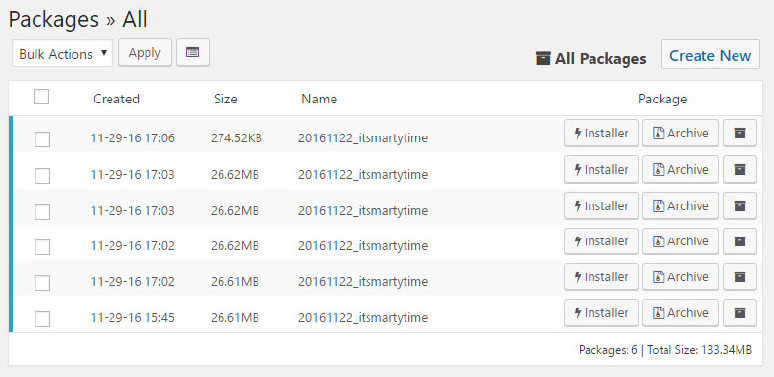 Packages » All
Bulk Actions Apply All Packages Create New
Created Size Name Package
11-29-16 17:06 274.52KB 20161122_itsmartytime Installer Archive
11-29-16 17:03 26.62MB 20161122_itsmartytime Installer Archive
11-29-16 17:03 26.62MB 20161122_itsmartytime Installer Archive
11-29-16 17:02 26.62MB 20161122_itsmartytime Installer Archive
11-29-16 17:02 26.61MB 20161122_itsmartytime Installer Archive
11-29-16 15:45 26.61MB 20161122_itsmartytime Installer Archive
Packages: 6 | Total Size: 133.34MB